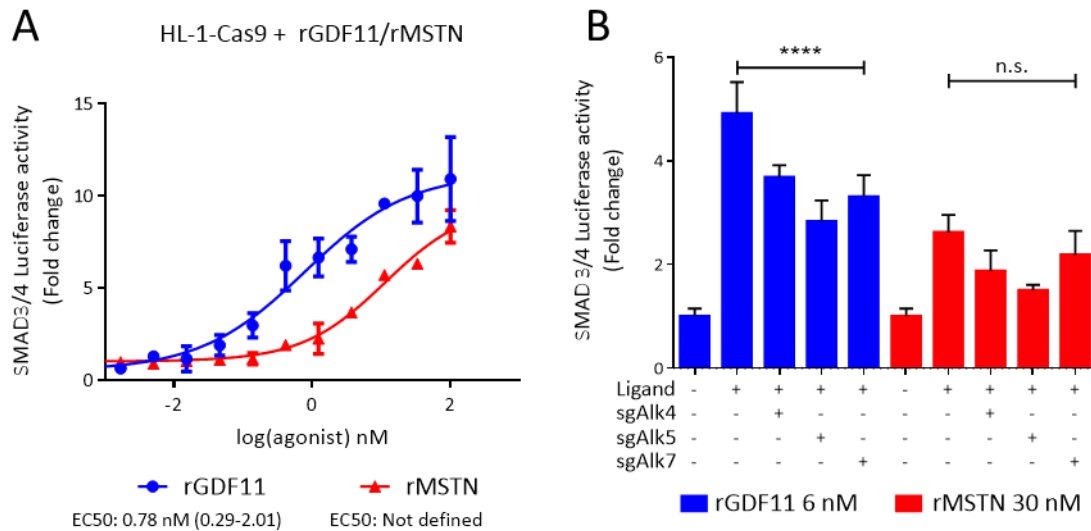 A
HL-1-Cas9 + rGDF11/rMSTN
SMAD3/4 Luciferase activity
(Fold change)
15
10
5
0
-2
0
2
log(agonist) nM
rGDF11
rMSTN
EC50: 0.78 nM (0.29-2.01)
EC50: Not defined
B
SMAD 3/4 Luciferase activity
(Fold change)
6
4
2
0
****
n.s.
Ligand - + + + + - + + + +
sgAlk4 - - + - - - - + - -
sgAlk5 - - - + - - - - + -
sgAlk7 - - - - + - - - - +
rGDF11 6 nM
rMSTN 30 nM